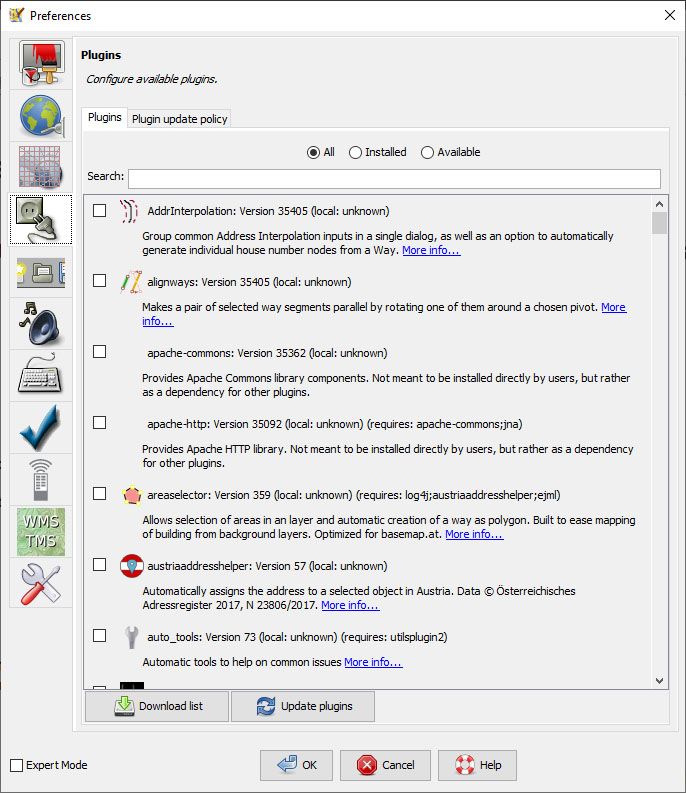 Preferences
Plugins
Configure available plugins.
Plugins
Plugin update policy
All
Installed
Available
Search:
AddrInterpolation: Version 35405 (local: unknown)
Group common Address Interpolation inputs in a single dialog, as well as an option to automatically
generate individual house number nodes from a Way. More info...
alignways: Version 35405 (local: unknown)
Makes a pair of selected way segments parallel by rotating one of them around a chosen pivot. More
info...
apache-commons: Version 35362 (local: unknown)
Provides Apache Commons library components. Not meant to be installed directly by users, but rather
as a dependency for other plugins.
apache-http: Version 35092 (local: unknown) (requires: apache-commons;jna)
Provides Apache HTTP library. Not meant to be installed directly by users, but rather as a dependency
for other plugins.
areaselector: Version 359 (local: unknown) (requires: log4j;austriaaddresshelper;ejml)
Allows selection of areas in an layer and automatic creation of a way as polygon. Built to ease mapping
of building from background layers. Optimized for basemap.at. More info...
austriaaddresshelper: Version 57 (local: unknown)
Automatically assigns the address to a selected object in Austria. Data © Österreichisches
Adressregister 2017, N 23806/2017. More info...
auto_tools: Version 73 (local: unknown) (requires: utilsplugin2)
Automatic tools to help on common issues More info...
WMS
TMS
Download list
Update plugins
Expert Mode
OK
Cancel
Help